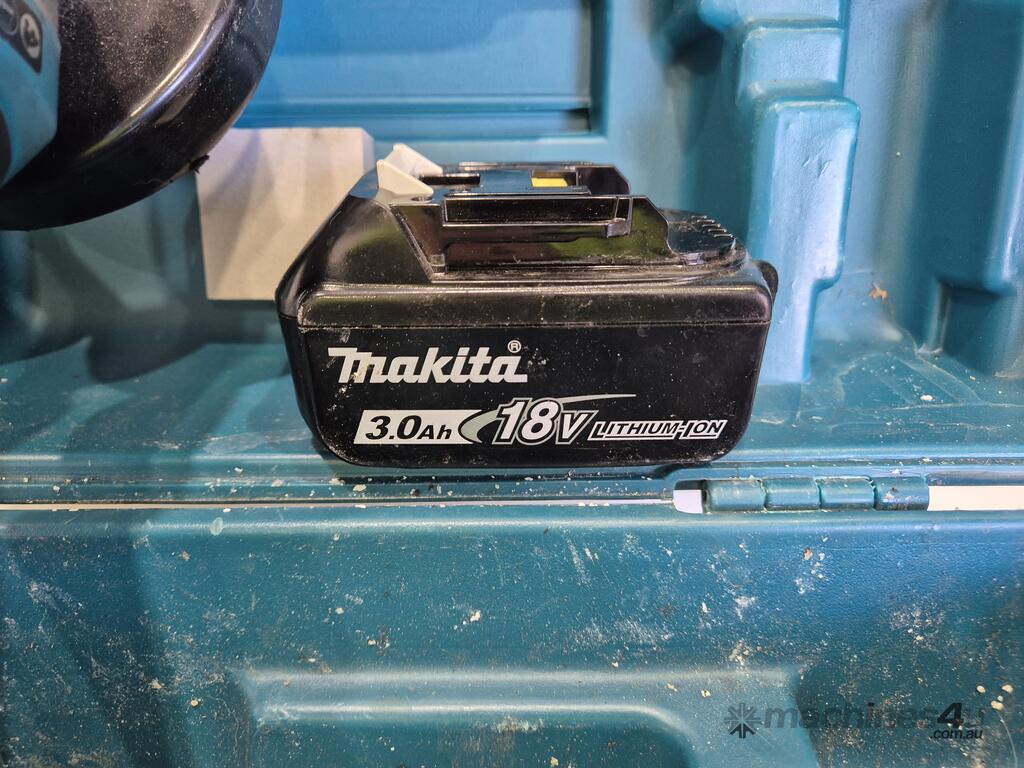 Makita®
3.0Ah 18V LITHIUM-ION
machines4u
.com.au